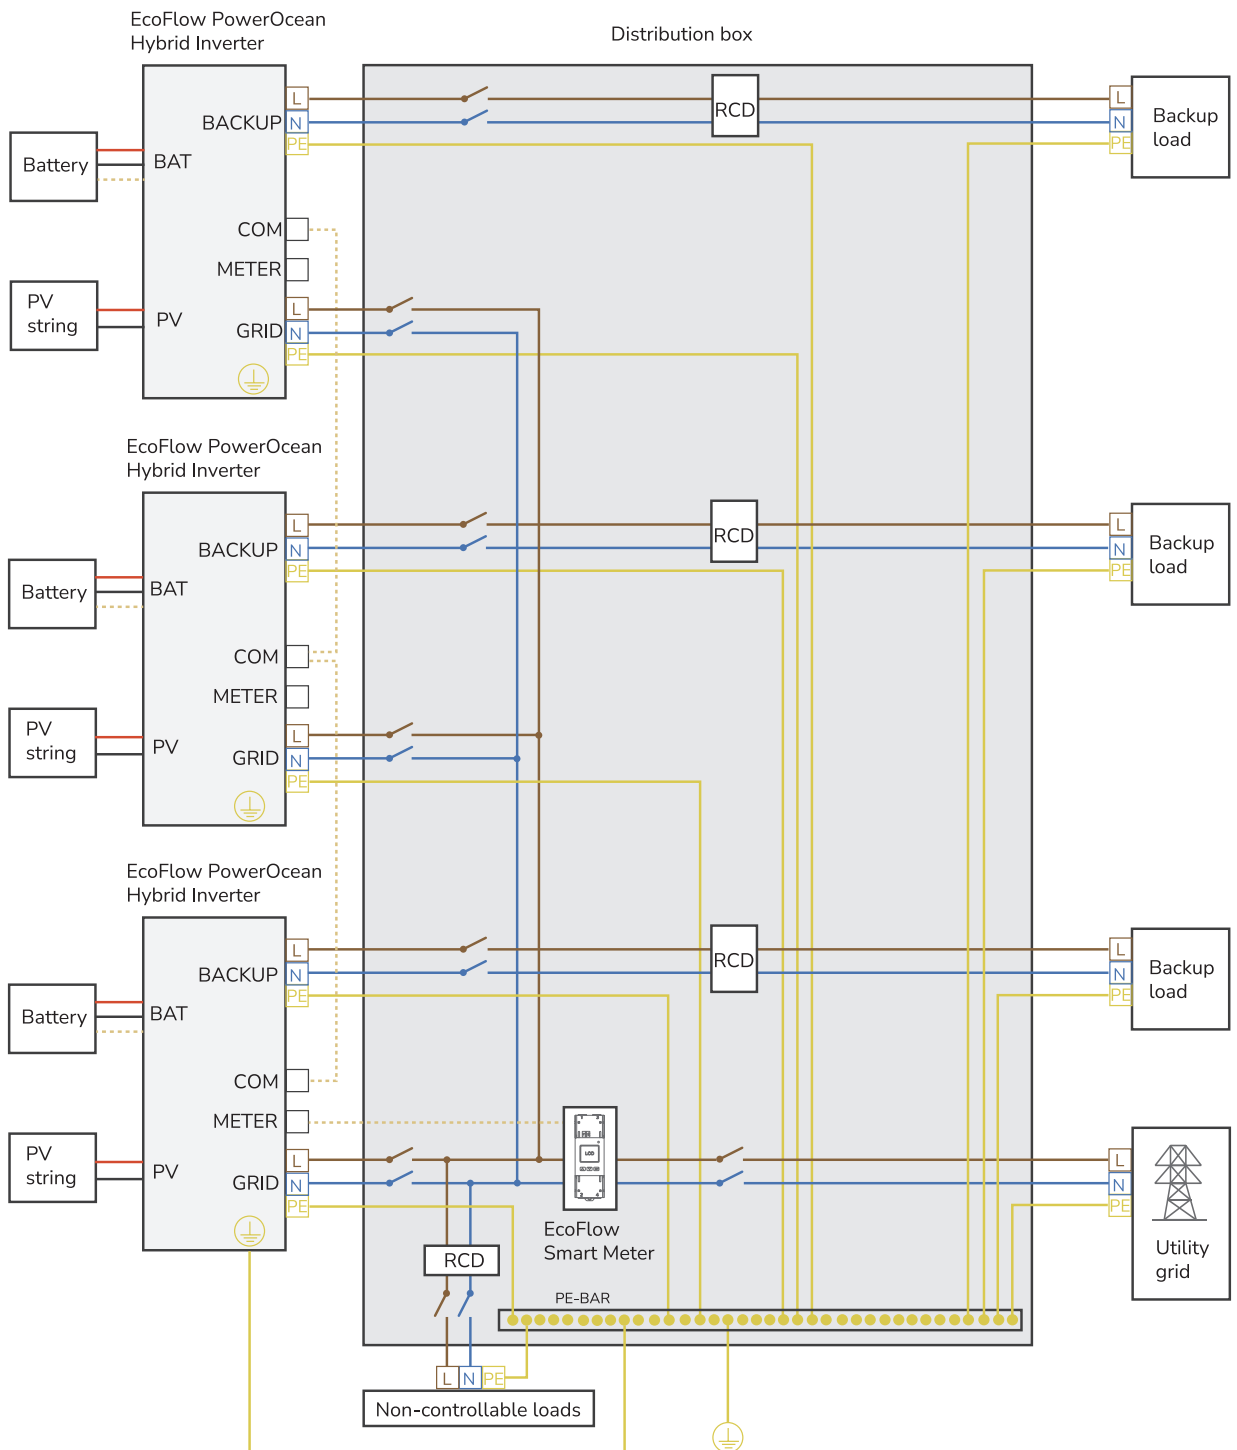 EcoFlow PowerOcean
Hybrid Inverter
Distribution box
L
N
PE
BACKUP
RCD
L
N
PE
Backup
load
Battery
BAT
COM
METER
PV
string
PV
L
GRID
N
PE
EcoFlow PowerOcean
Hybrid Inverter
L
BACKUP
N
PE
RCD
L
N
PE
Backup
load
Battery
BAT
COM
METER
PV
string
PV
L
GRID
N
PE
EcoFlow PowerOcean
Hybrid Inverter
L
BACKUP
N
PE
RCD
L
N
PE
Backup
load
Battery
BAT
COM
METER
PV
string
PV
L
GRID
N
PE
LCD
L
N
PE
Utility
grid
EcoFlow
Smart Meter
RCD
PE-BAR
L
N
PE
Non-controllable loads